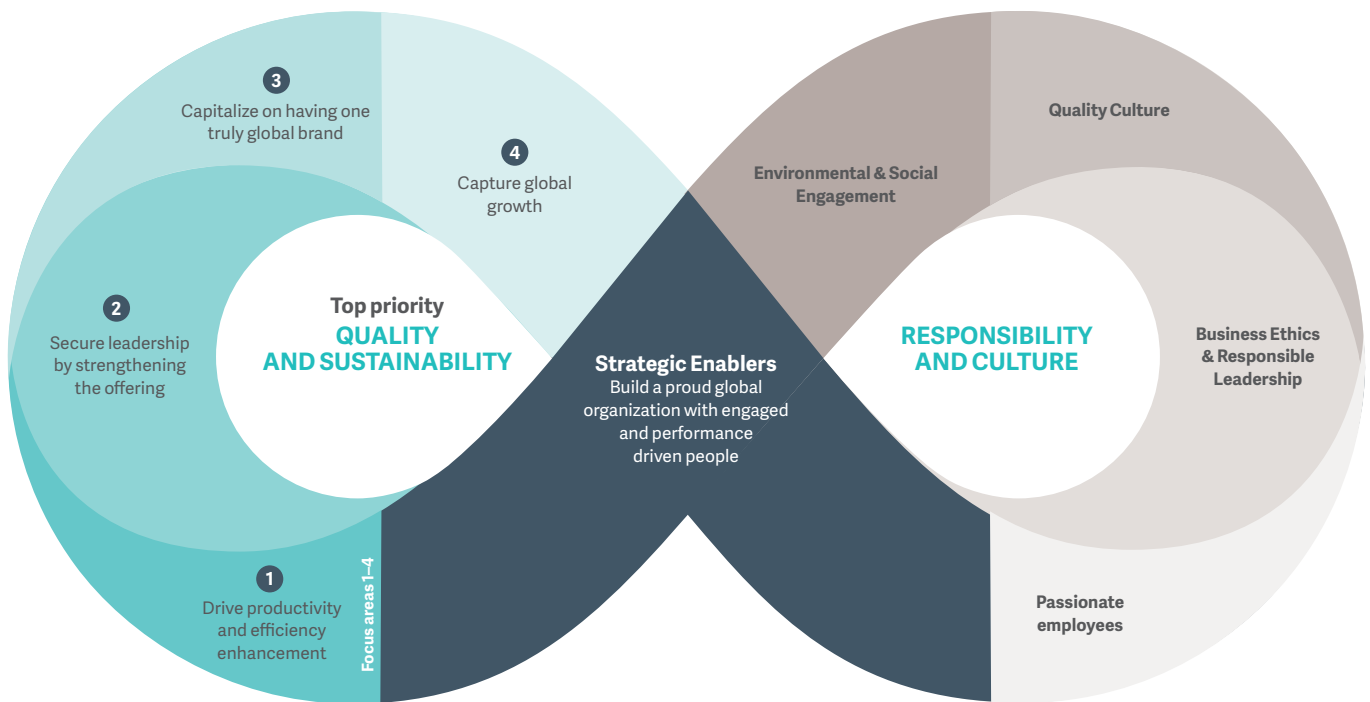 3
Capitalize on having one
truly global brand
4
Capture global
growth
2
Secure leadership
by strengthening
the offering
1
Drive productivity
and efficiency
enhancement
Focus areas 1–4
Top priority
QUALITY
AND SUSTAINABILITY
Strategic Enablers
Build a proud global
organization with engaged
and performance
driven people
Environmental & Social
Engagement
Quality Culture
RESPONSIBILITY
AND CULTURE
Business Ethics
& Responsible
Leadership
Passionate
employees